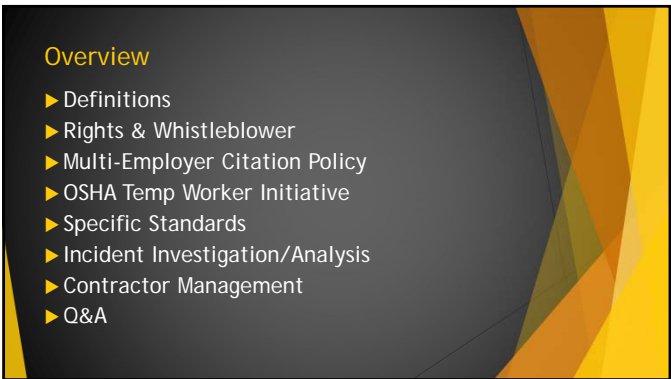 Overview
▶ Definitions
▶ Rights & Whistleblower
▶ Multi-Employer Citation Policy
▶ OSHA Temp Worker Initiative
▶ Specific Standards
▶ Incident Investigation/Analysis
▶ Contractor Management
▶ Q&A